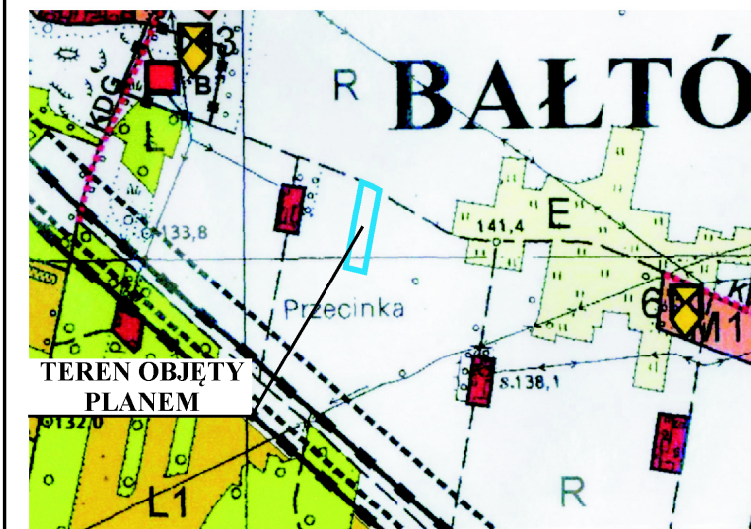 3
B
KDG
R
BAŁTÓ
L
E
133,8
141,4
Przecinka
6
M1
TEREN OBJĘTY
PLANEM
s.138,1
132,0
L1
R